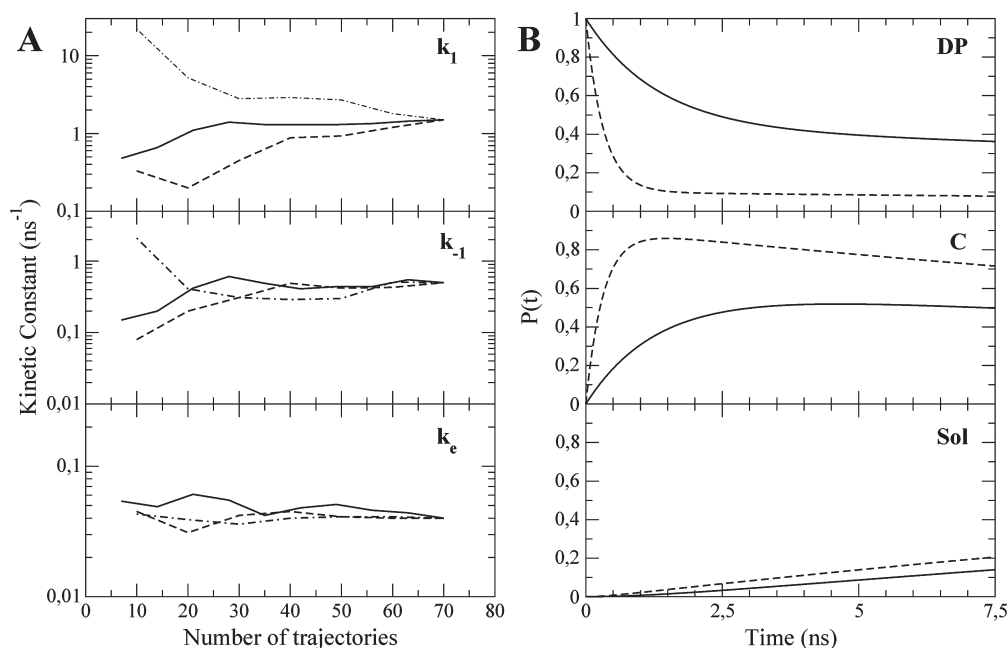 A
B
k1
10
1
0,1
k-1
1
0,1
0,01
ke
0,1
0,01
0 10 20 30 40 50 60 70 80
Number of trajectories
Kinetic Constant (ns-1)
DP
1
0,8
0,6
0,4
0,2
0
C
0,8
0,6
0,4
0,2
0
Sol
0,8
0,6
0,4
0,2
0
0 2,5 5 7,5
Time (ns)
P(t)